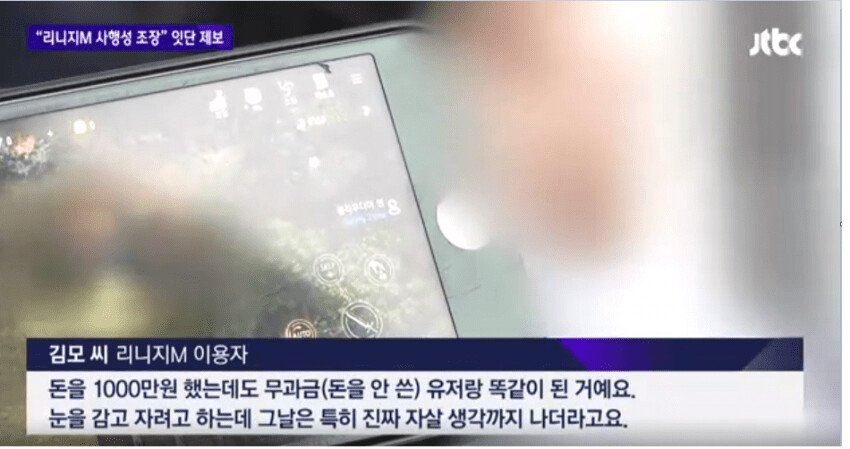 “리니지M 사행성 조장” 잇단 제보
jtbc
AUTO
김모 씨 리니지M 이용자
돈을 1000만원 했는데도 무과금(돈을 안 쓴) 유저랑 똑같이 된 거예요.
눈을 감고 자려고 하는데 그날은 특히 진짜 자살 생각까지 나더라고요.